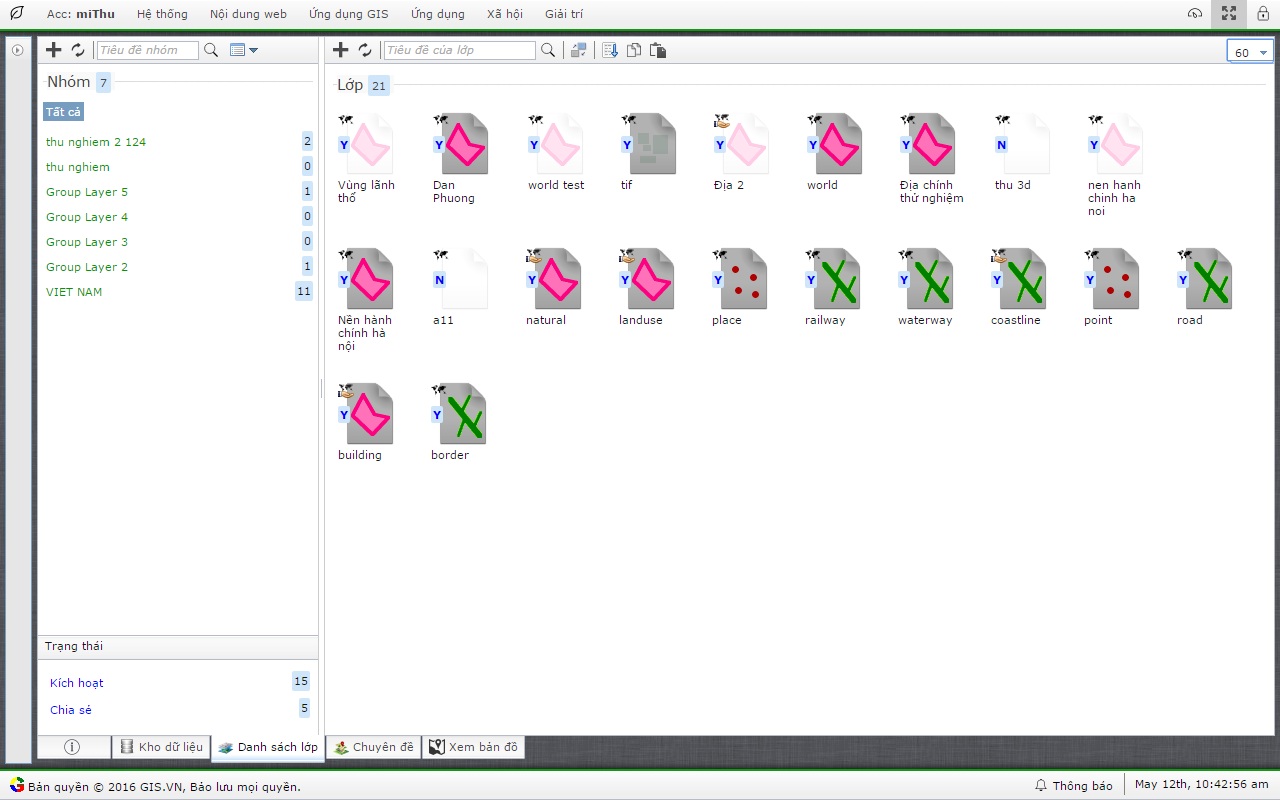 Acc: miThu Hệ thống Nội dung web Ứng dụng GIS Ứng dụng Xã hội Giải trí
Tiêu đề nhóm
Tiêu đề của lớp
60
Nhóm 7
Lớp 21
Tất cả
thu nghiem 2 124 2
thu nghiem 0
Group Layer 5 1
Group Layer 4 0
Group Layer 3 0
Group Layer 2 1
VIET NAM 11
Y Y Y Y Y Y Y N Y
Vùng lãnh thổ
Dan Phuong
world test
tif
Địa 2
world
Địa chính thử nghiệm
thu 3d
nen hanh chinh ha noi
Y N Y Y Y Y Y Y Y Y
Nền hành chính hà nội
a11
natural
landuse
place
railway
waterway
coastline
point
road
Y Y
building
border
Trạng thái
Kích hoạt 15
Chia sẻ 5
Kho dữ liệu Danh sách lớp Chuyên đề Xem bản đồ
Bản quyền © 2016 GIS.VN, Bảo lưu mọi quyền.
Thông báo May 12th, 10:42:56 am